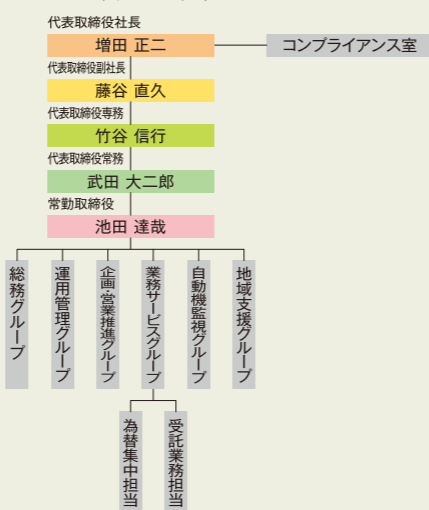 代表取締役社長
増田 正二
コンプライアンス室
代表取締役副社長
藤谷 直久
代表取締役専務
竹谷 信行
代表取締役常務
武田 大二郎
常勤取締役
池田 達哉
総務グループ
運用管理グループ
企画・営業推進グループ
業務サービスグループ
自動機監視グループ
地域支援グループ
為替集中担当
受託業務担当